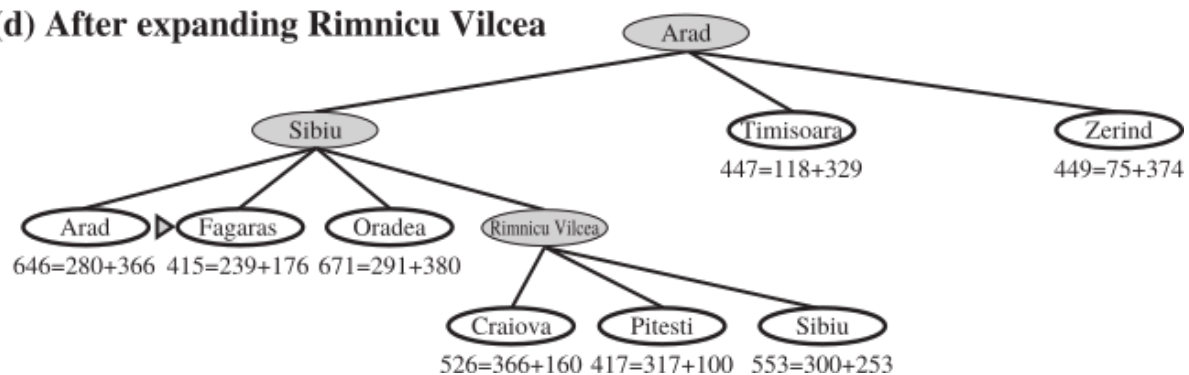 (d) After expanding Rimnicu Vilcea
Arad
Sibiu
Timisoara
Zerind
447=118+329
449=75+374
Arad
Fagaras
Oradea
Rimnicu Vilcea
646=280+366
415=239+176
671=291+380
Craiova
Pitesti
Sibiu
526=366+160
417=317+100
553=300+253